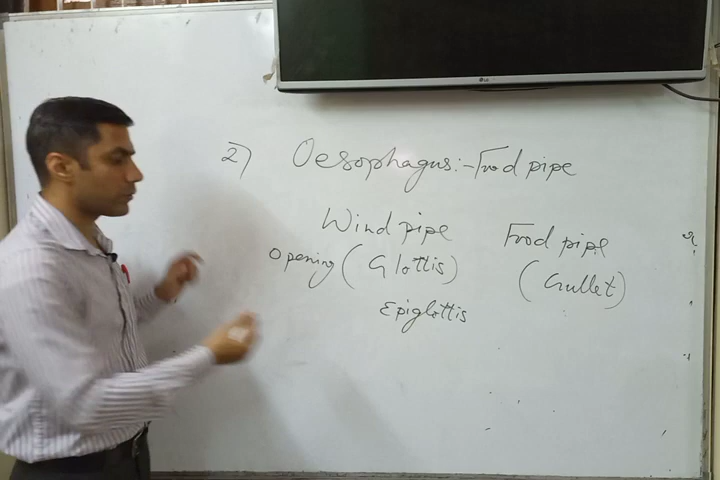 LG
2) Oesophagus:- Food pipe
Wind pipe Food pipe
Opening (Glottis) (Gullet)
Epiglottis